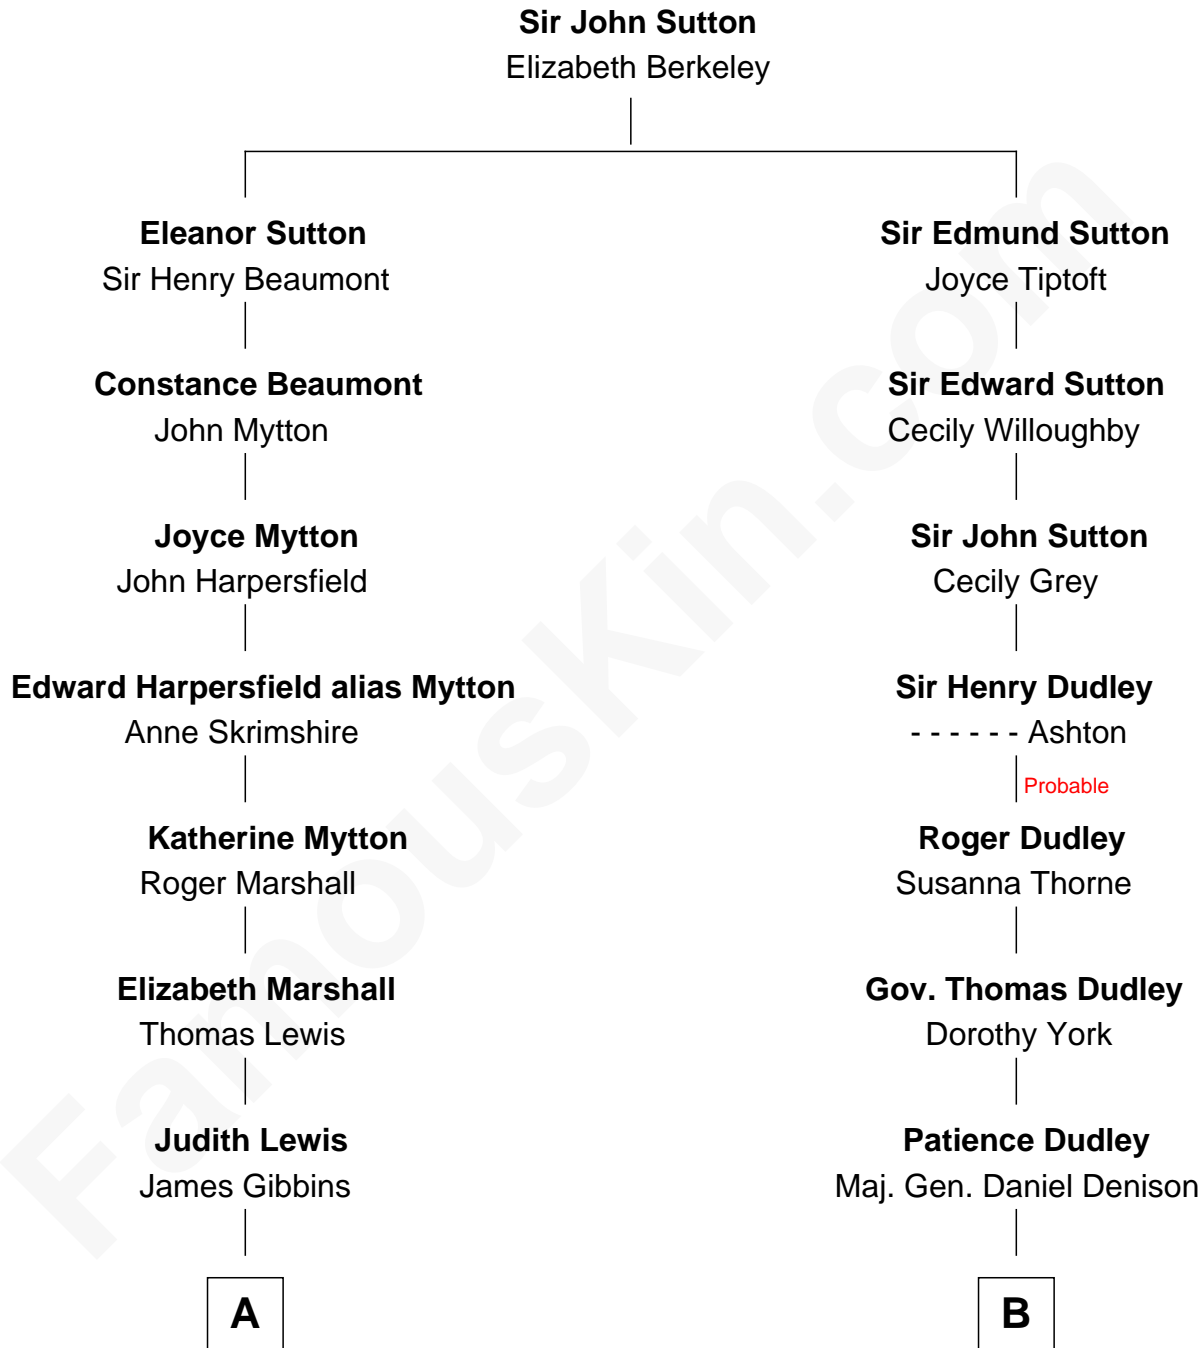 Sir John Sutton
Elizabeth Berkeley
Eleanor Sutton
Sir Henry Beaumont
Constance Beaumont
John Mytton
Joyce Mytton
John Harpersfield
Edward Harpersfield alias Mytton
Anne Skrimshire
Katherine Mytton
Roger Marshall
Elizabeth Marshall
Thomas Lewis
Judith Lewis
James Gibbins
A
Sir Edmund Sutton
Joyce Tiptoft
Sir Edward Sutton
Cecily Willoughby
Sir John Sutton
Cecily Grey
Sir Henry Dudley
- - - - - - Ashton
Probable
Roger Dudley
Susanna Thorne
Gov. Thomas Dudley
Dorothy York
Patience Dudley
Maj. Gen. Daniel Denison
B
FamousKin.com